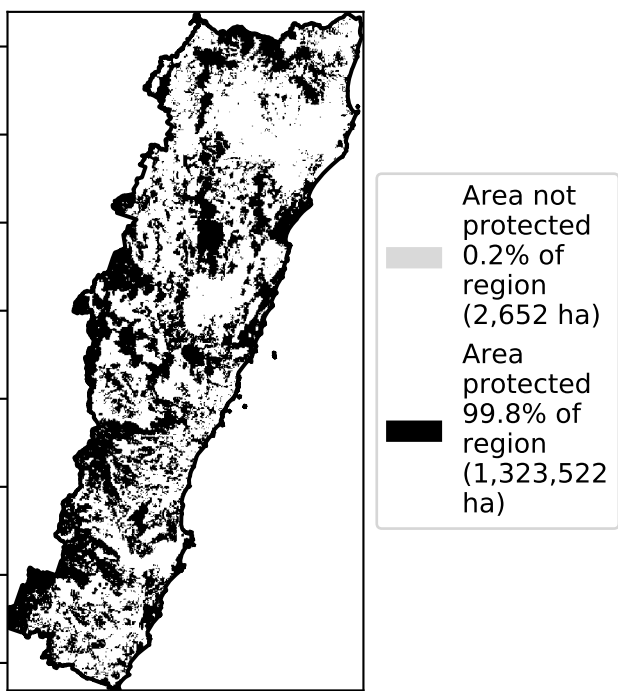 Area not
protected
0.2% of
region
(2,652 ha)
Area
protected
99.8% of
region
(1,323,522
ha)